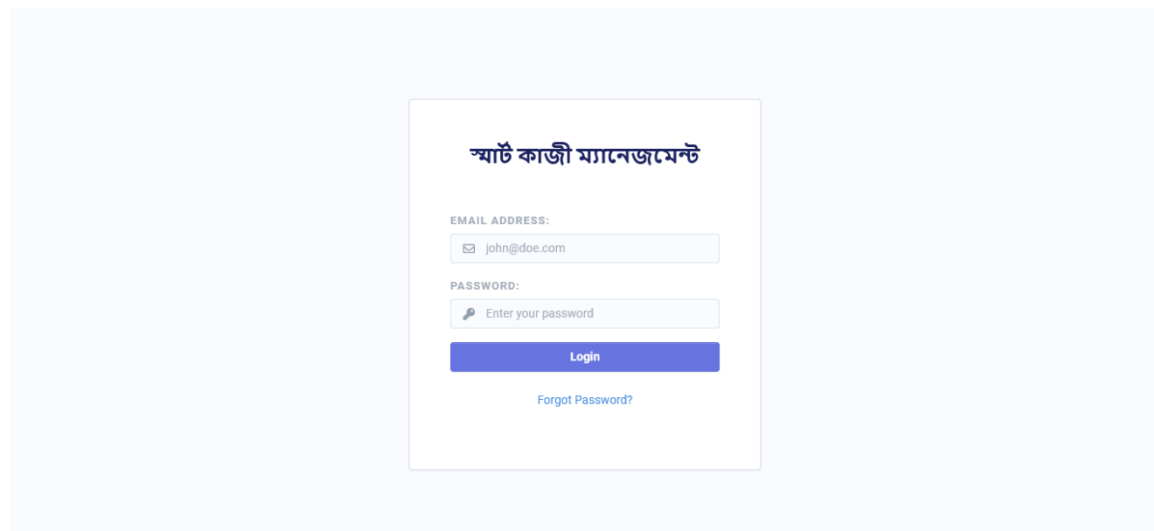 স্মার্ট কাজী ম্যানেজমেন্ট
EMAIL ADDRESS:
john@doe.com
PASSWORD:
Enter your password
Login
Forgot Password?